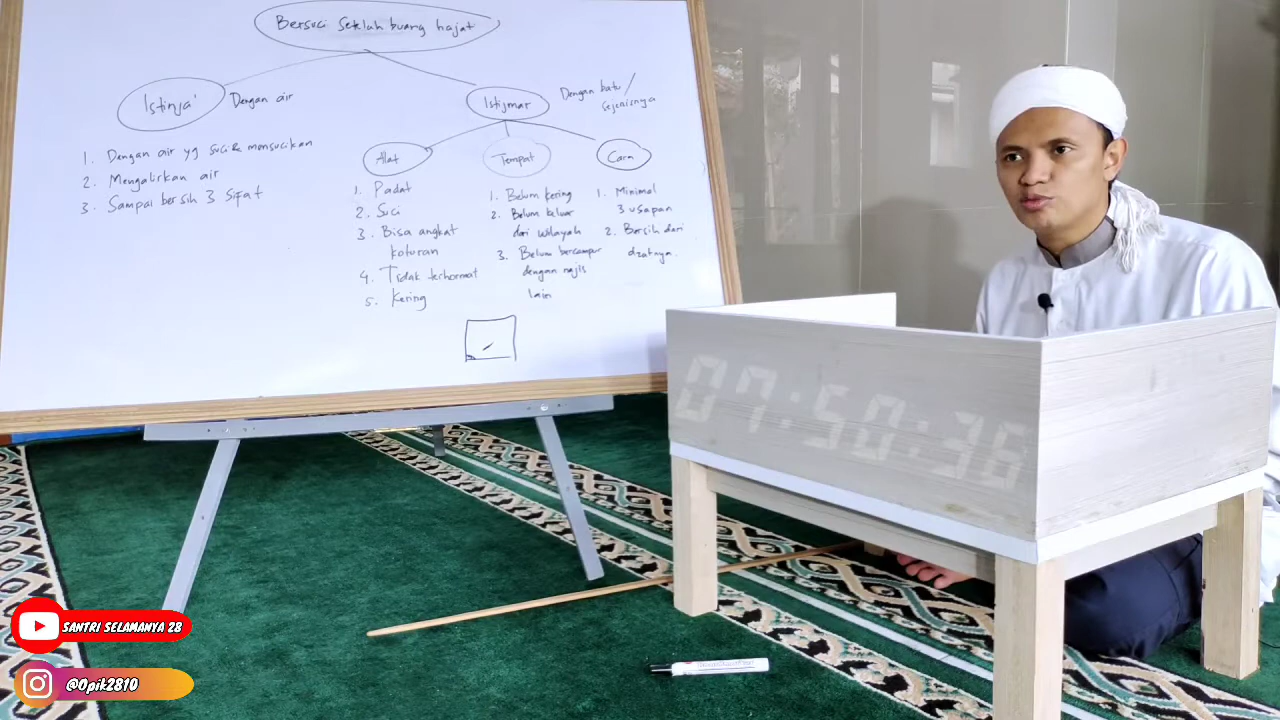 Bersuci Setelah buang hajat
Istinja'
Dengan air
1. Dengan air yg suci & mensucikan
2. Mengalirkan air
3. Sampai bersih 3 sifat
Istijmar
Dengan batu /
sejenisnya
Alat
1. Padat
2. Suci
3. Bisa angkat
kotoran
4. Tidak terhormat
5. Kering
Tempat
1. Belum kering
2. Belum keluar
dari wilayah
3. Belum bercampur
dengan najis
lain
Cara
1. Minimal
3 usapan
2. Bersih dari
dzatnya.
07:50:36
SANTRI SELAMANYA 28
@Opik2810